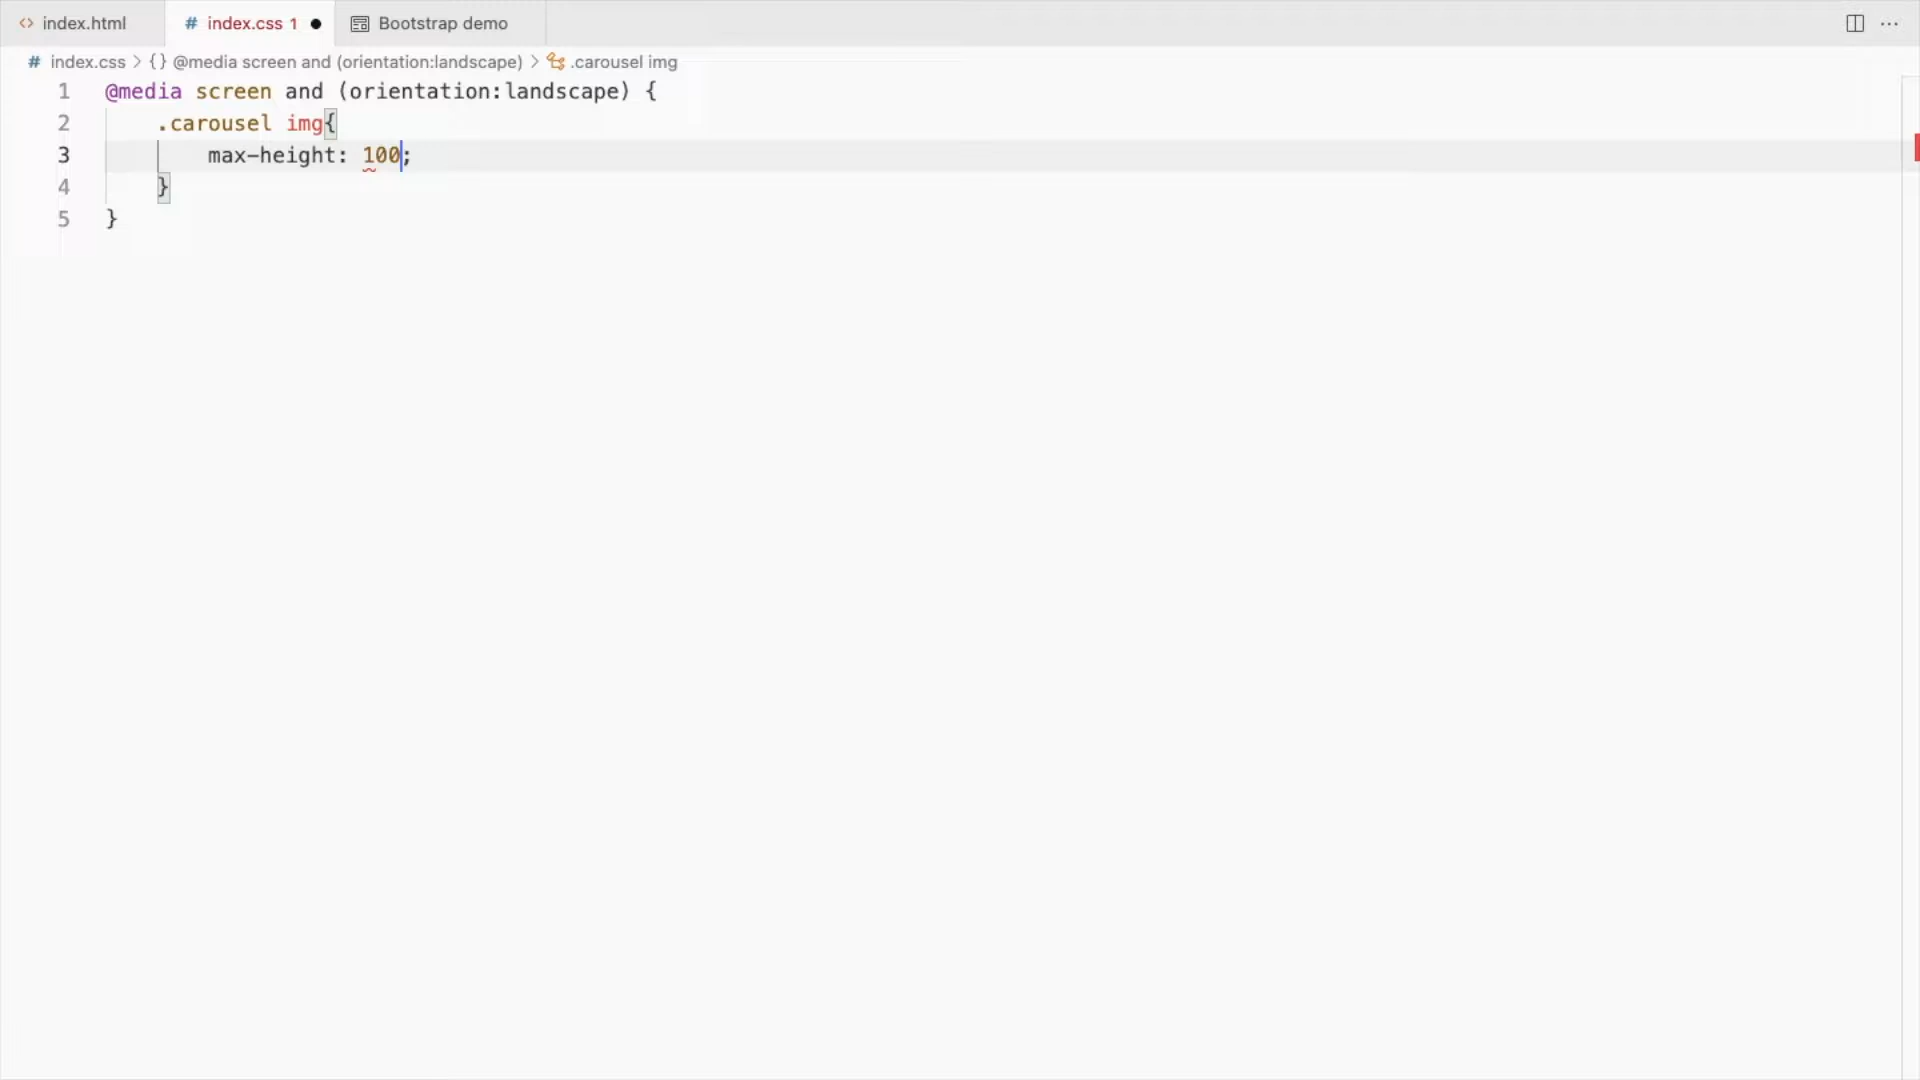 index.html # index.css 1 Bootstrap demo
# index.css > {} @media screen and (orientation:landscape) > .carousel img
1 @media screen and (orientation:landscape) {
2 .carousel img{
3 max-height: 100;
4 }
5 }